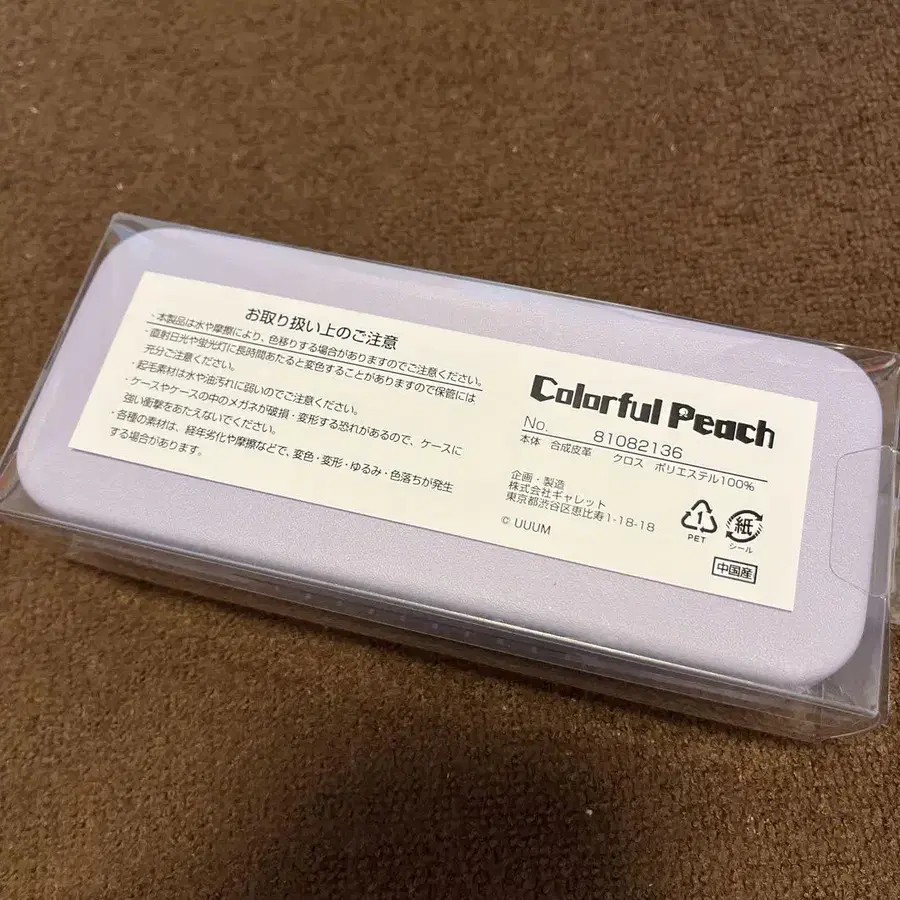 お取り扱い上のご注意
・本製品は水や摩擦により、色移りする場合がありますのでご注意ください。
・直射日光や蛍光灯に長時間あたると変色することがありますので保管には
充分ご注意ください。
・起毛素材は水や油汚れに弱いのでご注意ください。
・ケースやケースの中のメガネが破損・変形する恐れがあるので、ケースに
強い衝撃をあたえないでください。
・各種の素材は、経年劣化や摩擦などで、変色・変形・ゆるみ・色落ちが発生
する場合があります。
Colorful Peach
No. 81082136
本体 合成皮革 クロス ポリエステル100%
企画・製造
株式会社ギャレット
東京都渋谷区恵比寿1-18-18
© UUUM
1
PET
紙
シール
中国産